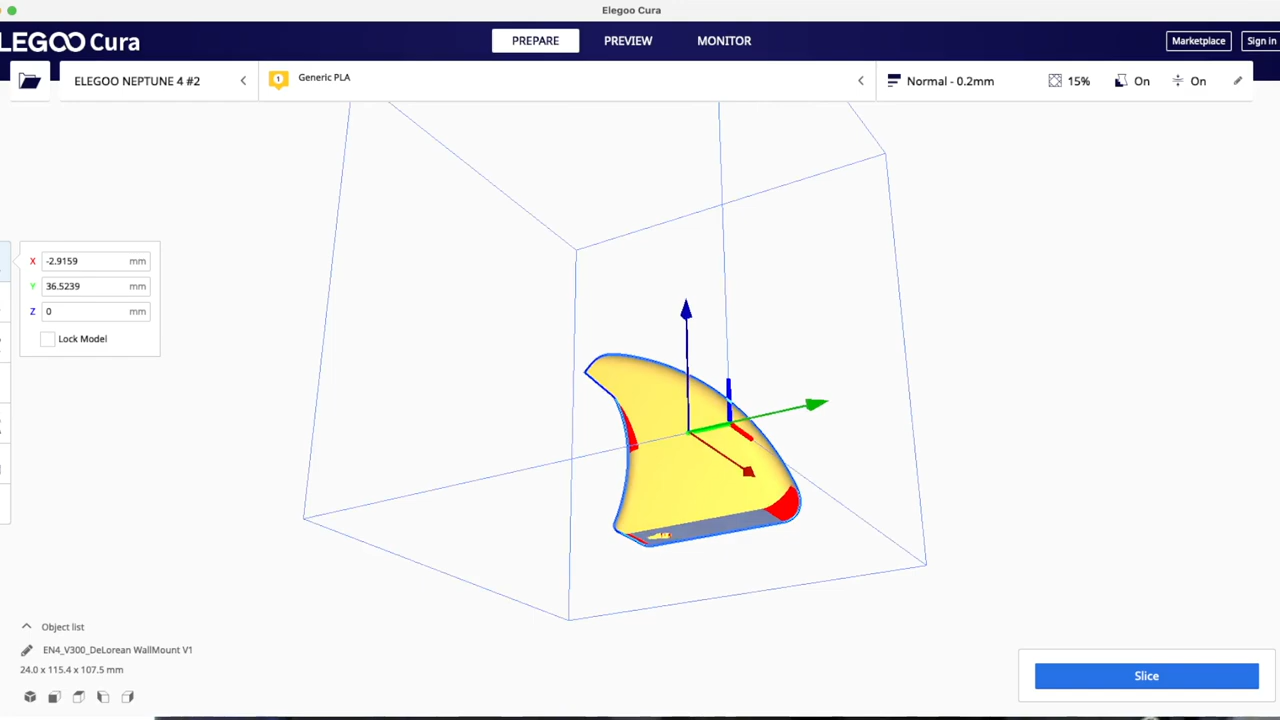 Elegoo Cura
LEGOO Cura
PREPARE
PREVIEW
MONITOR
Marketplace
Sign in
ELEGOO NEPTUNE 4 #2
1
Generic PLA
Normal - 0.2mm
15%
On
On
X -2.9159 mm
Y 36.5239 mm
Z 0 mm
Lock Model
Object list
EN4_V300_DeLorean WallMount V1
24.0 x 115.4 x 107.5 mm
Slice